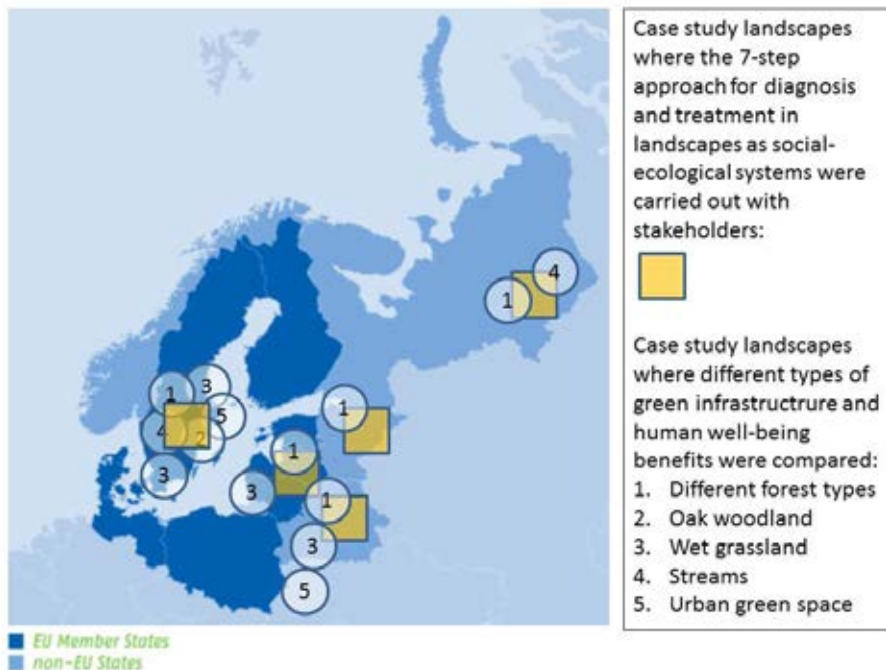 Case study landscapes
where the 7-step
approach for diagnosis
and treatment in
landscapes as social-
ecological systems were
carried out with
stakeholders:
Case study landscapes
where different types of
green infrastructrure and
human well-being
benefits were compared:
1. Different forest types
2. Oak woodland
3. Wet grassland
4. Streams
5. Urban green space
4
1
1
3
5
4
2
3
1
1
3
1
3
5
EU Member States
non-EU States